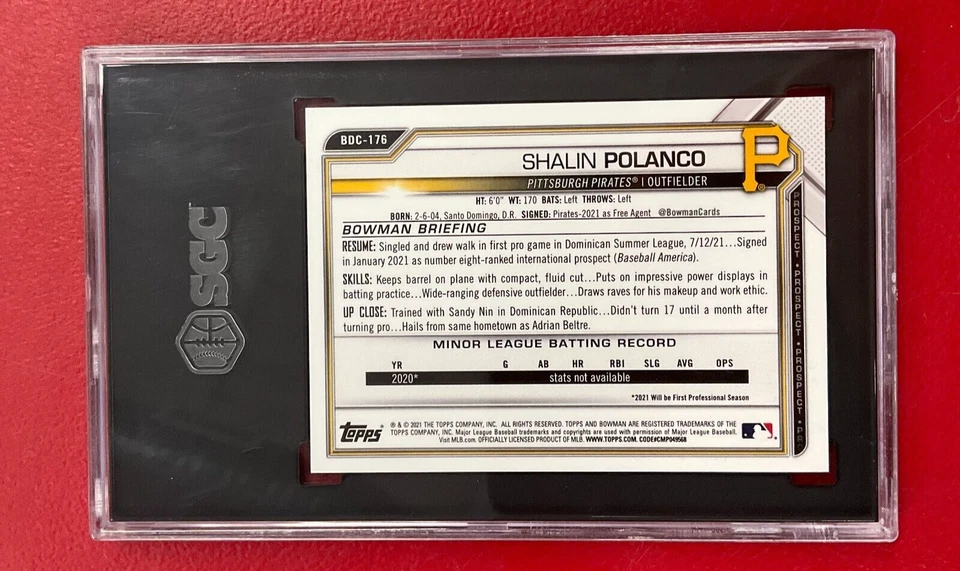 SGC
BDC-176
P
SHALIN POLANCO
PITTSBURGH PIRATES® | OUTFIELDER
HT: 6'0" WT: 170 BATS: Left THROWS: Left
BORN: 2-6-04, Santo Domingo, D.R. SIGNED: Pirates-2021 as Free Agent @BowmanCards
BOWMAN BRIEFING
RESUME: Singled and drew walk in first pro game in Dominican Summer League, 7/12/21...Signed
in January 2021 as number eight-ranked international prospect (Baseball America).
SKILLS: Keeps barrel on plane with compact, fluid cut...Puts on impressive power displays in
batting practice...Wide-ranging defensive outfielder...Draws raves for his makeup and work ethic.
UP CLOSE: Trained with Sandy Nin in Dominican Republic...Didn't turn 17 until a month after
turning pro...Hails from same hometown as Adrian Beltre.
MINOR LEAGUE BATTING RECORD
YR G AB HR RBI SLG AVG OPS
2020* stats not available
*2021 Will be First Professional Season
Topps
® & © 2021 THE TOPPS COMPANY, INC. ALL RIGHTS RESERVED. TOPPS AND BOWMAN ARE REGISTERED TRADEMARKS OF THE
TOPPS COMPANY, INC. Major League Baseball trademarks and copyrights are used with permission of Major League Baseball.
Visit MLB.com. OFFICIALLY LICENSED PRODUCT OF MLB. WWW.TOPPS.COM. CODE#CMP049568
PROSPECT • PROSPECT • PROSPECT • PROSPECT • PR